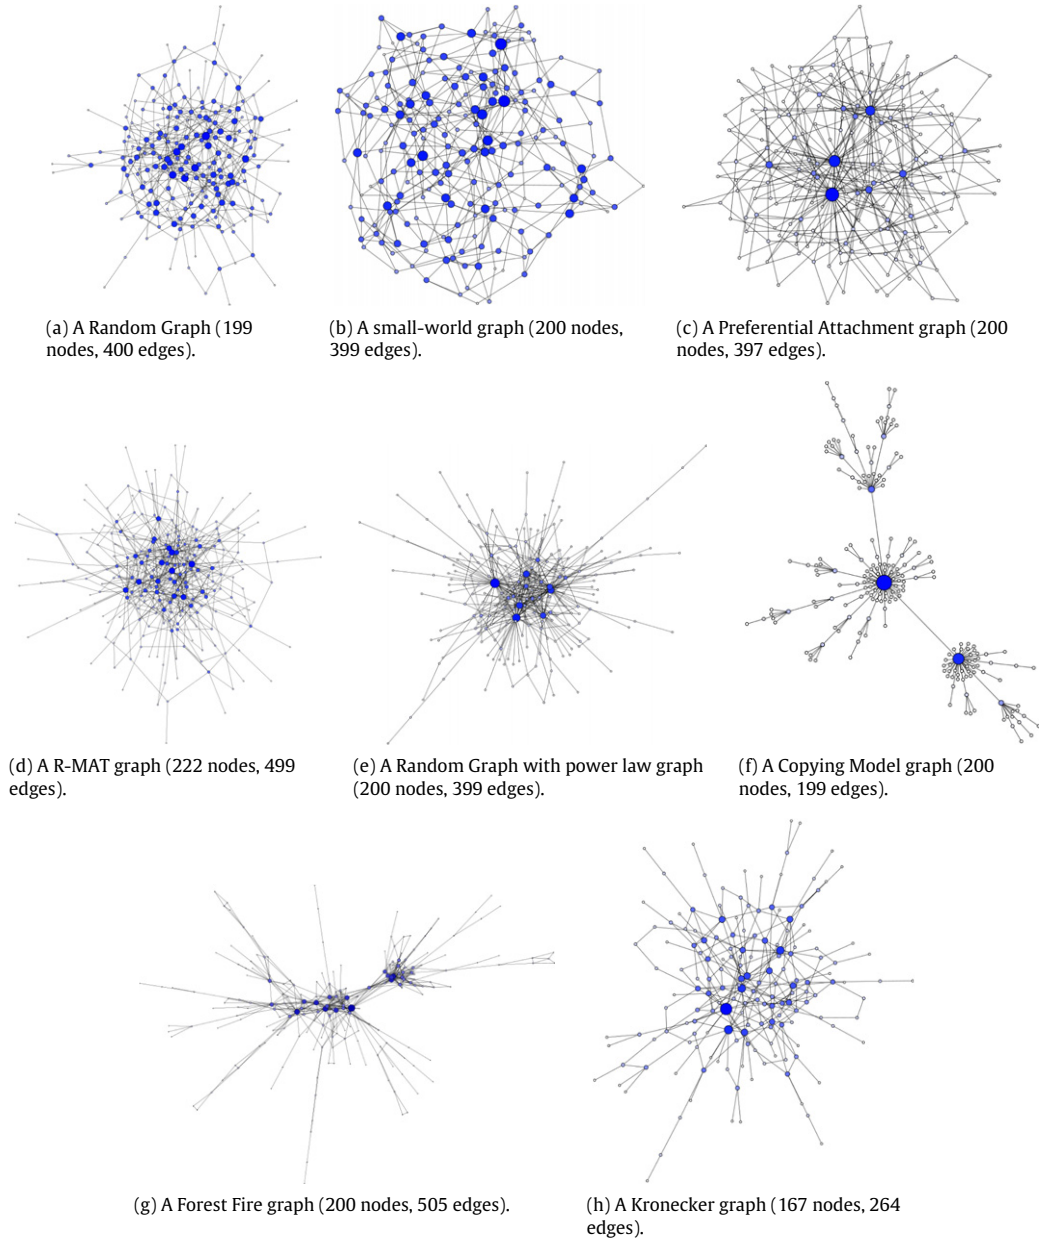 (a) A Random Graph (199
nodes, 400 edges).
(b) A small-world graph (200 nodes,
399 edges).
(c) A Preferential Attachment graph (200
nodes, 397 edges).
(d) A R-MAT graph (222 nodes, 499
edges).
(e) A Random Graph with power law graph
(200 nodes, 399 edges).
(f) A Copying Model graph (200
nodes, 199 edges).
(g) A Forest Fire graph (200 nodes, 505 edges).
(h) A Kronecker graph (167 nodes, 264
edges).